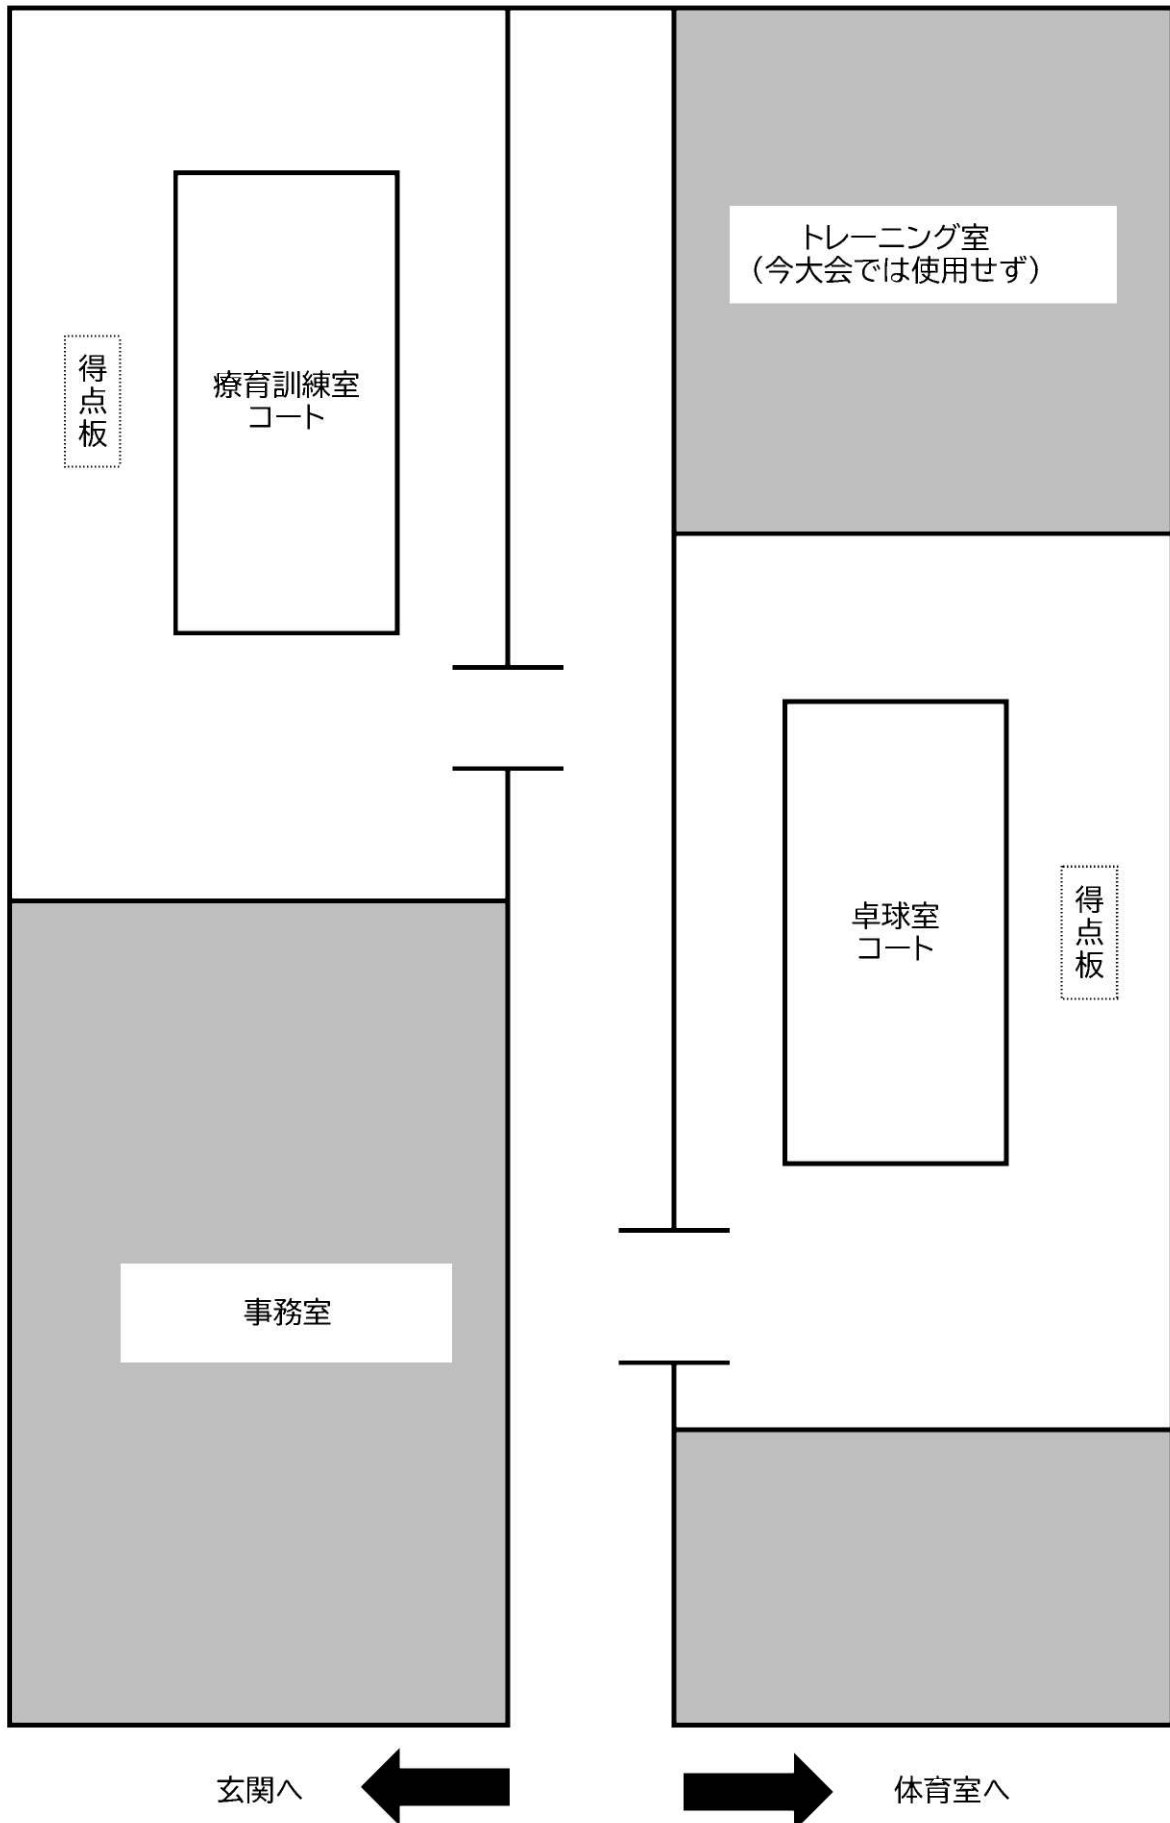 トレーニング室
（今大会では使用せず）
得点板
療育訓練室
コート
卓球室
コート
得点板
事務室
玄関へ
体育室へ